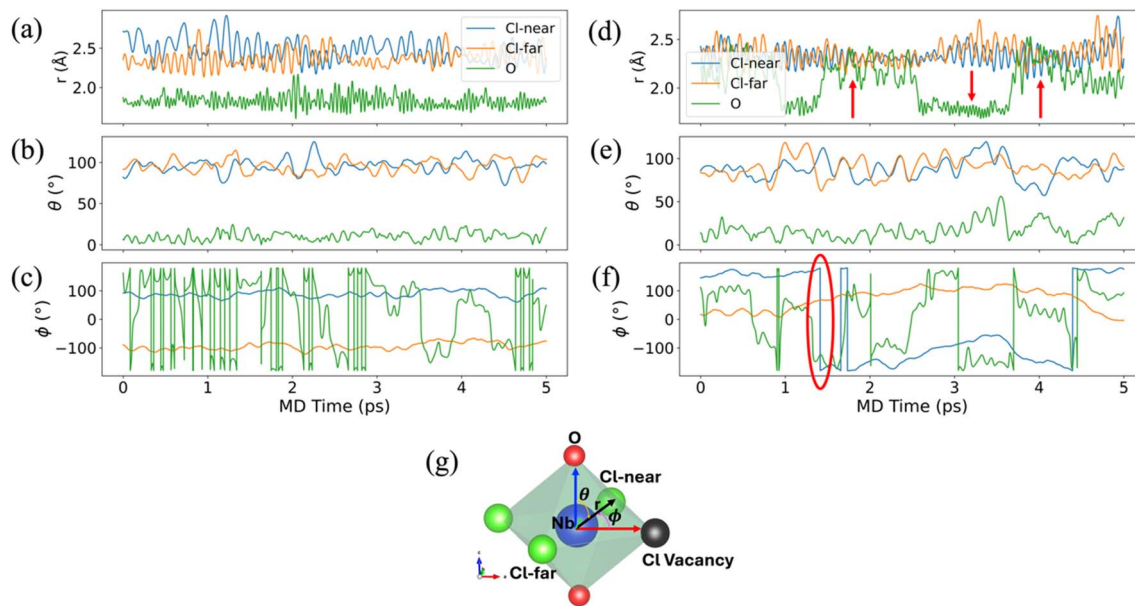 (a)
r (Å)
2.5
2.0
Cl-near
Cl-far
O
(d)
r (Å)
2.5
2.0
Cl-near
Cl-far
O
(b)
θ (°)
100
50
0
(e)
θ (°)
100
50
0
(c)
ϕ (°)
100
0
−100
0
1
2
3
4
5
MD Time (ps)
(f)
ϕ (°)
100
0
−100
0
1
2
3
4
5
MD Time (ps)
(g)
O
Cl-near
θ
r
ϕ
Nb
Cl Vacancy
Cl-far